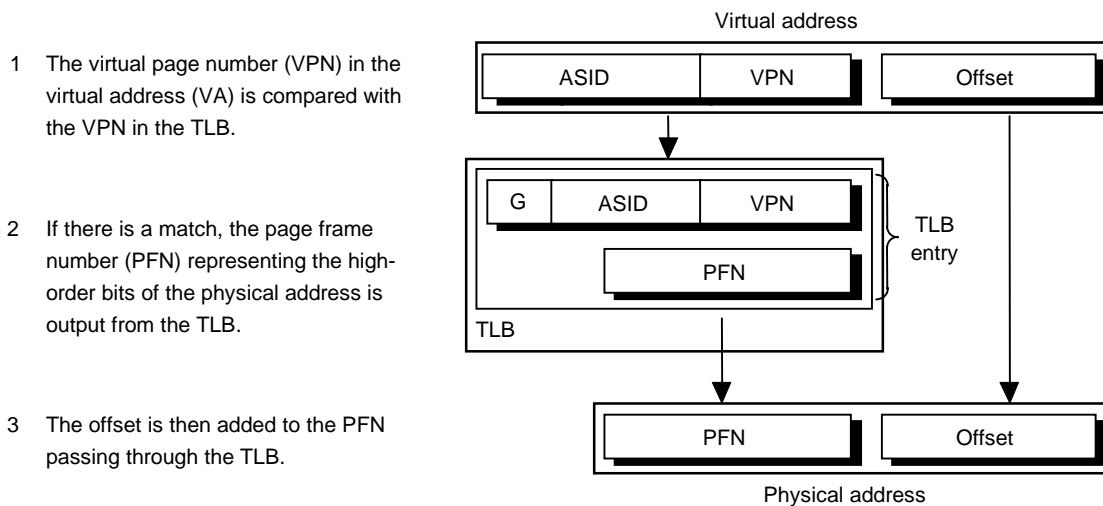 Virtual address
1 The virtual page number (VPN) in the
virtual address (VA) is compared with
the VPN in the TLB.
ASID VPN Offset
2 If there is a match, the page frame
number (PFN) representing the high-
order bits of the physical address is
output from the TLB.
G ASID VPN
TLB
entry
PFN
TLB
3 The offset is then added to the PFN
passing through the TLB.
PFN Offset
Physical address